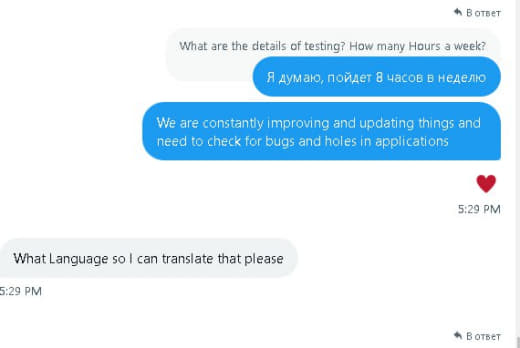 В ответ
What are the details of testing? How many Hours a week?
Я думаю, пойдет 8 часов в неделю
We are constantly improving and updating things and
need to check for bugs and holes in applications
5:29 PM
What Language so I can translate that please
5:29 PM
В ответ